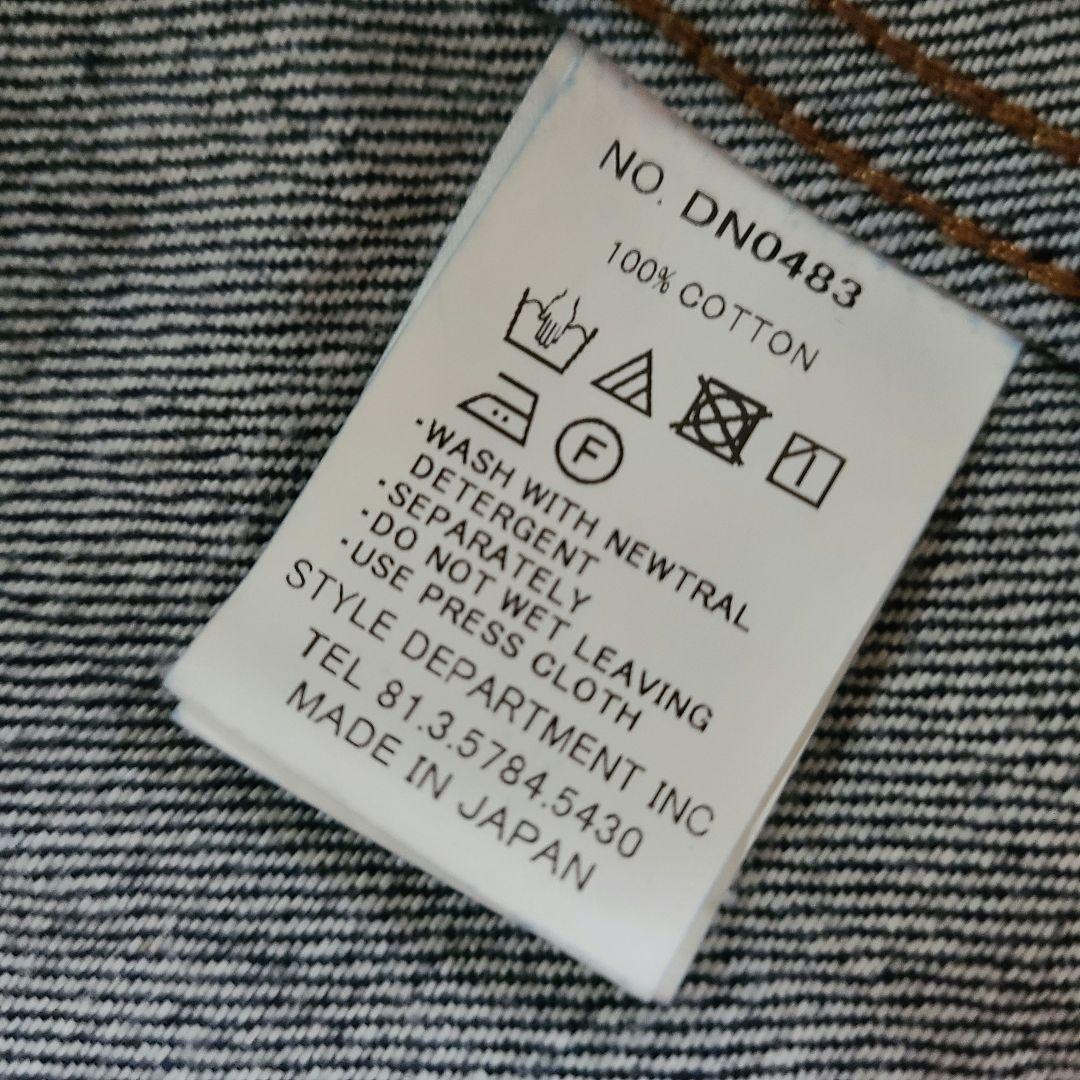 NO. DN0483
100% COTTON
F
·WASH WITH NEWTRAL
DETERGENT
·SEPARATELY
·DO NOT WET LEAVING
·USE PRESS CLOTH
STYLE DEPARTMENT INC
TEL 81.3.5784.5430
MADE IN JAPAN